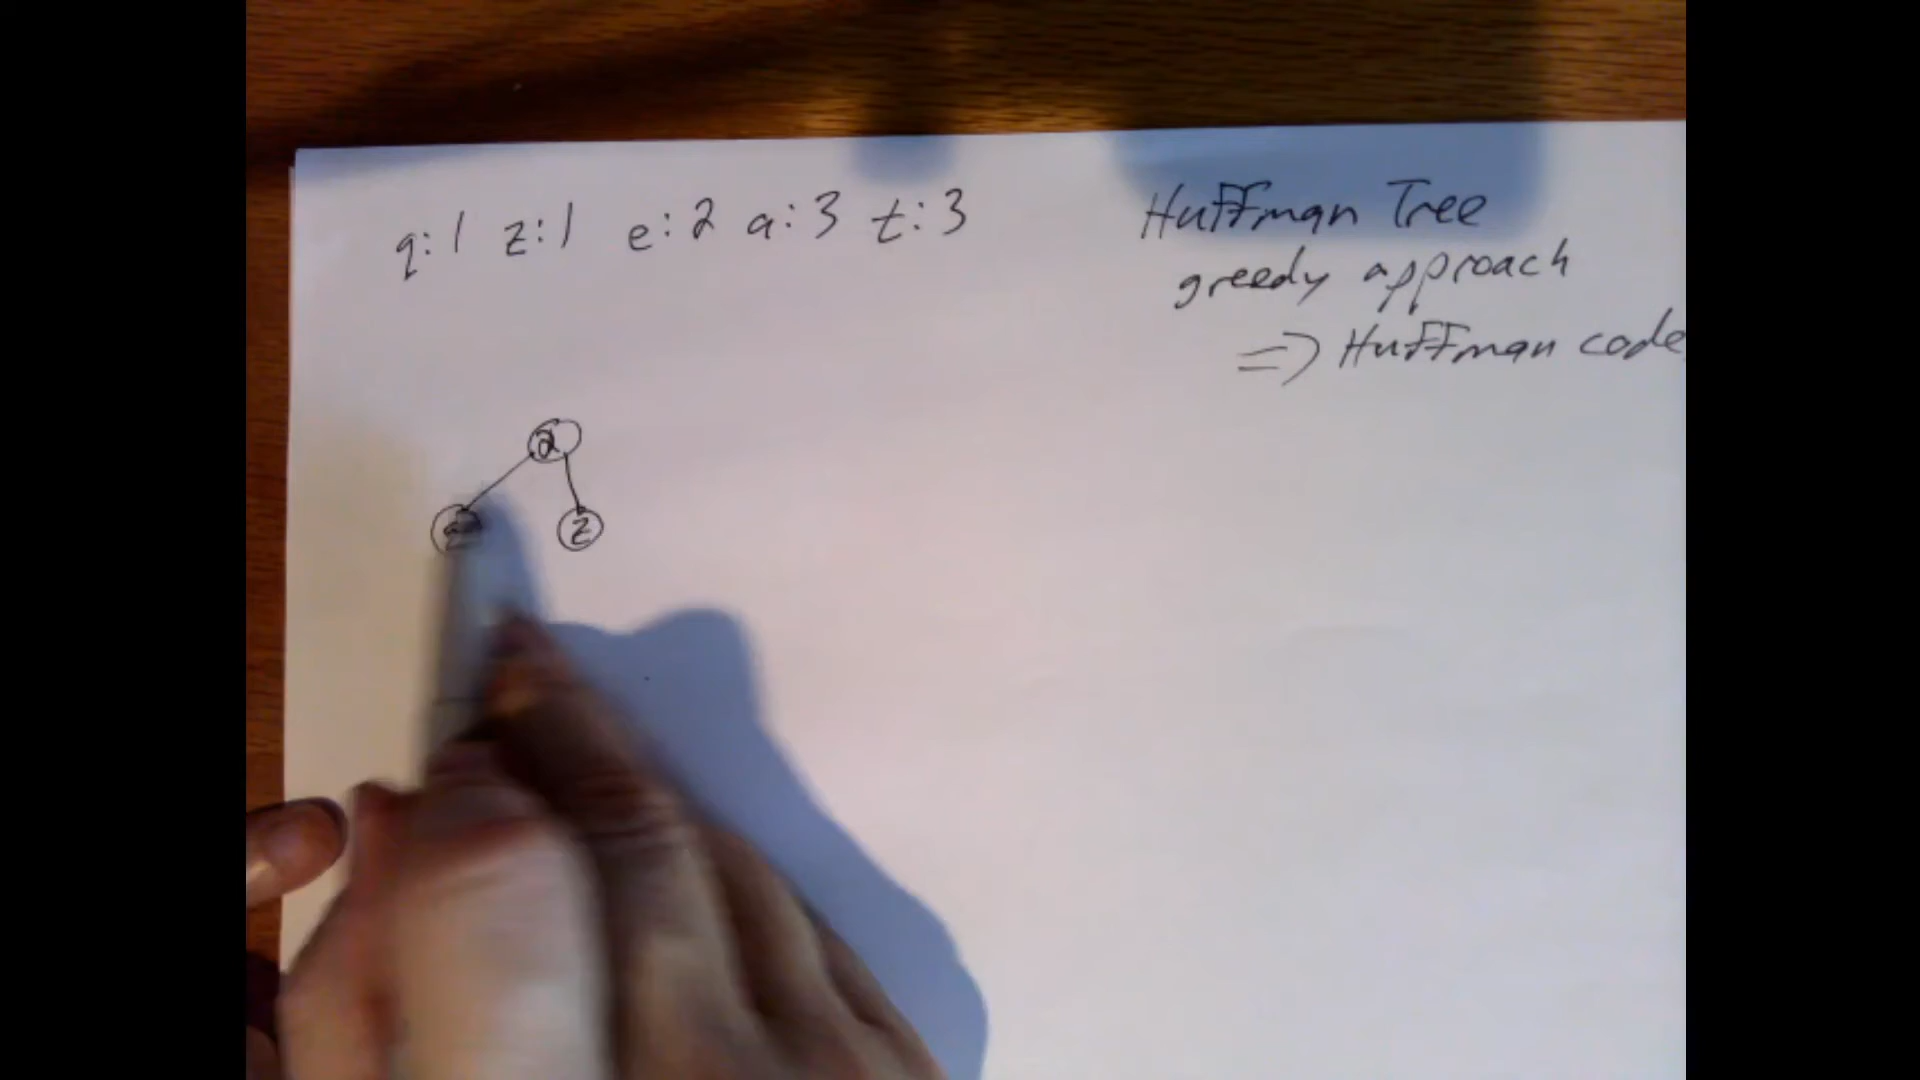 q:1 z:1 e:2 a:3 t:3
Huffman Tree
greedy approach
=> Huffman code
2
z